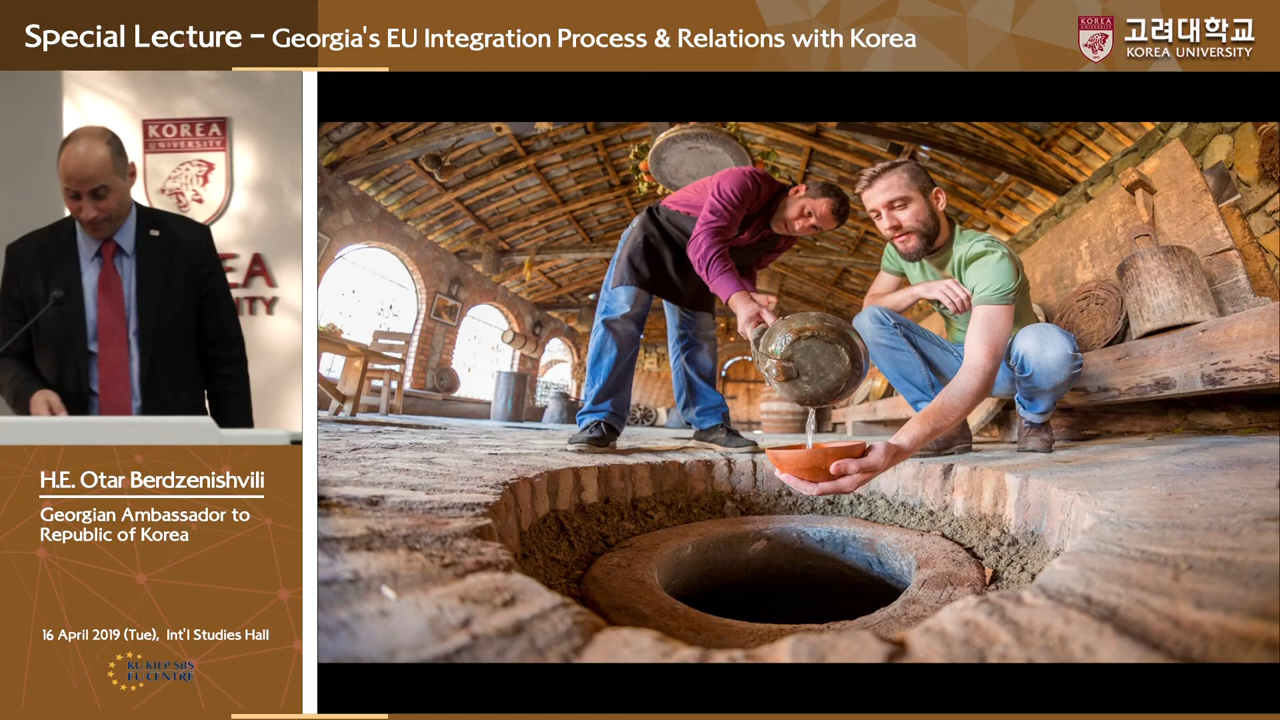 Special Lecture – Georgia's EU Integration Process & Relations with Korea
KOREA
UNIVERSITY
고려대학교
KOREA UNIVERSITY
KOREA
UNIVERSITY
EA
SITY
H.E. Otar Berdzenishvili
Georgian Ambassador to
Republic of Korea
16 April 2019 (Tue), Int'l Studies Hall
KU-KIEP-SBS
EU CENTRE